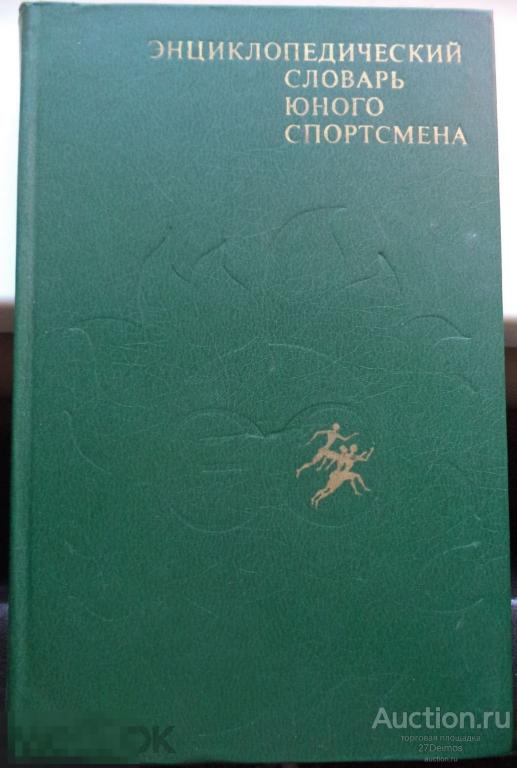 ЭНЦИКЛОПЕДИЧЕСКИЙ
СЛОВАРЬ
ЮНОГО
СПОРТСМЕНА
Auction.ru
торговая площадка
27Deimos
auction.ru